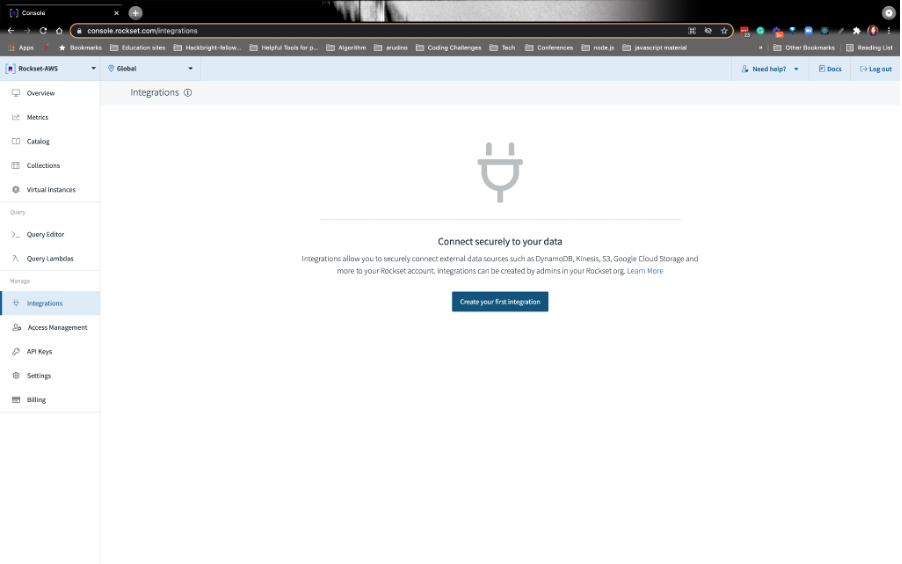 Console
console.rockset.com/integrations
23
Apps
Bookmarks
Education sites
Hackbright-fellow...
Helpful Tools for p...
Algorithm
arudino
Coding Challenges
Tech
Conferences
node.js
javascript material
»
Other Bookmarks
Reading List
Rockset-AWS
Global
Need help?
Docs
Log out
Overview
Metrics
Catalog
Collections
Virtual Instances
Query
Query Editor
Query Lambdas
Manage
Integrations
Access Management
API Keys
Settings
Billing
Integrations
Connect securely to your data
Integrations allow you to securely connect external data sources such as DynamoDB, Kinesis, S3, Google Cloud Storage and
more to your Rockset account. Integrations can be created by admins in your Rockset org. Learn More
Create your first integration